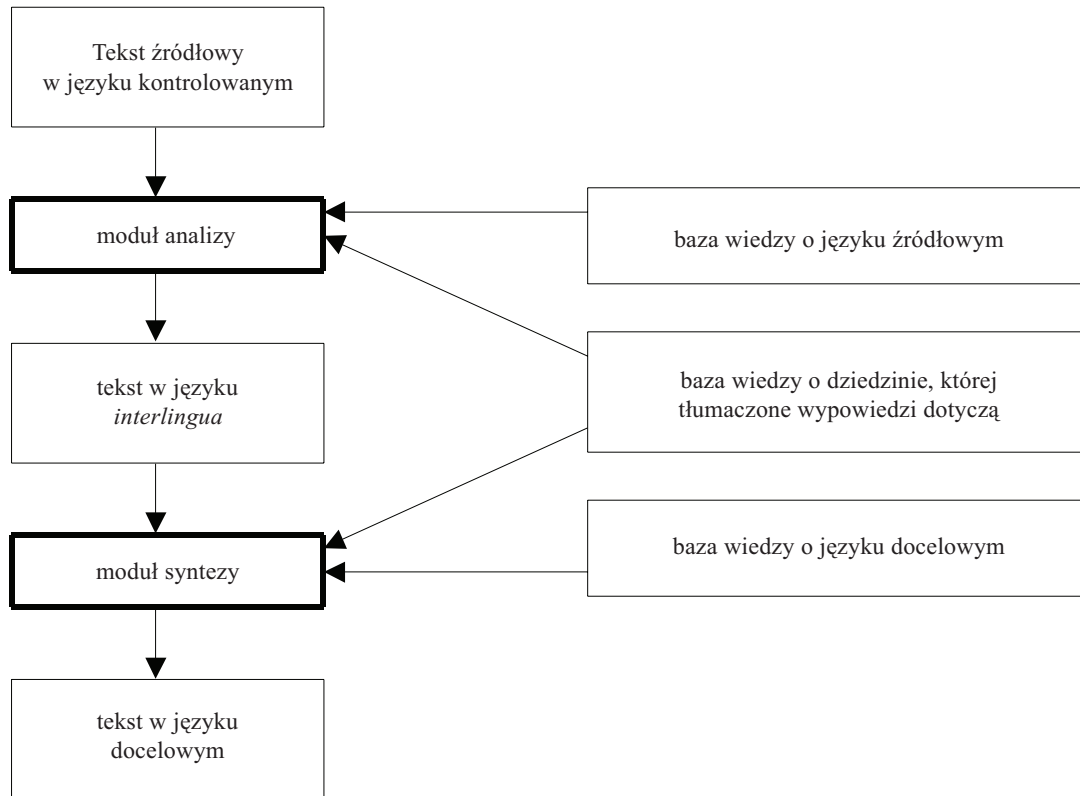 Tekst źródłowy
w języku kontrolowanym
moduł analizy
baza wiedzy o języku źródłowym
tekst w języku
interlingua
baza wiedzy o dziedzinie, której
tłumaczone wypowiedzi dotyczą
moduł syntezy
baza wiedzy o języku docelowym
tekst w języku
docelowym